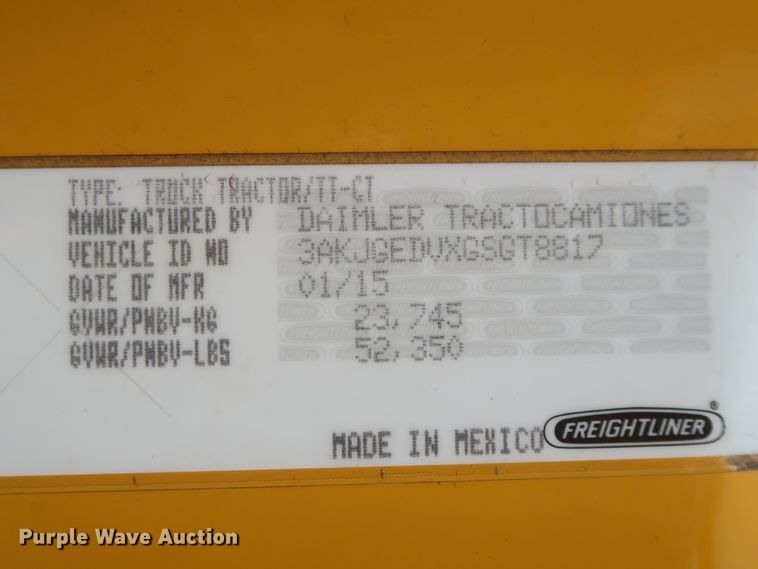 TYPE: TRUCK TRACTOR/TT-CT
MANUFACTURED BY DAIMLER TRACTOCAMIONES
VEHICLE ID NO 3AKJGEDVXGSGT8817
DATE OF MFR 01/15
GVWR/PNBV-KG 23,745
GVWR/PNBV-LBS 52,350
MADE IN MEXICO FREIGHTLINER®
Purple Wave Auction